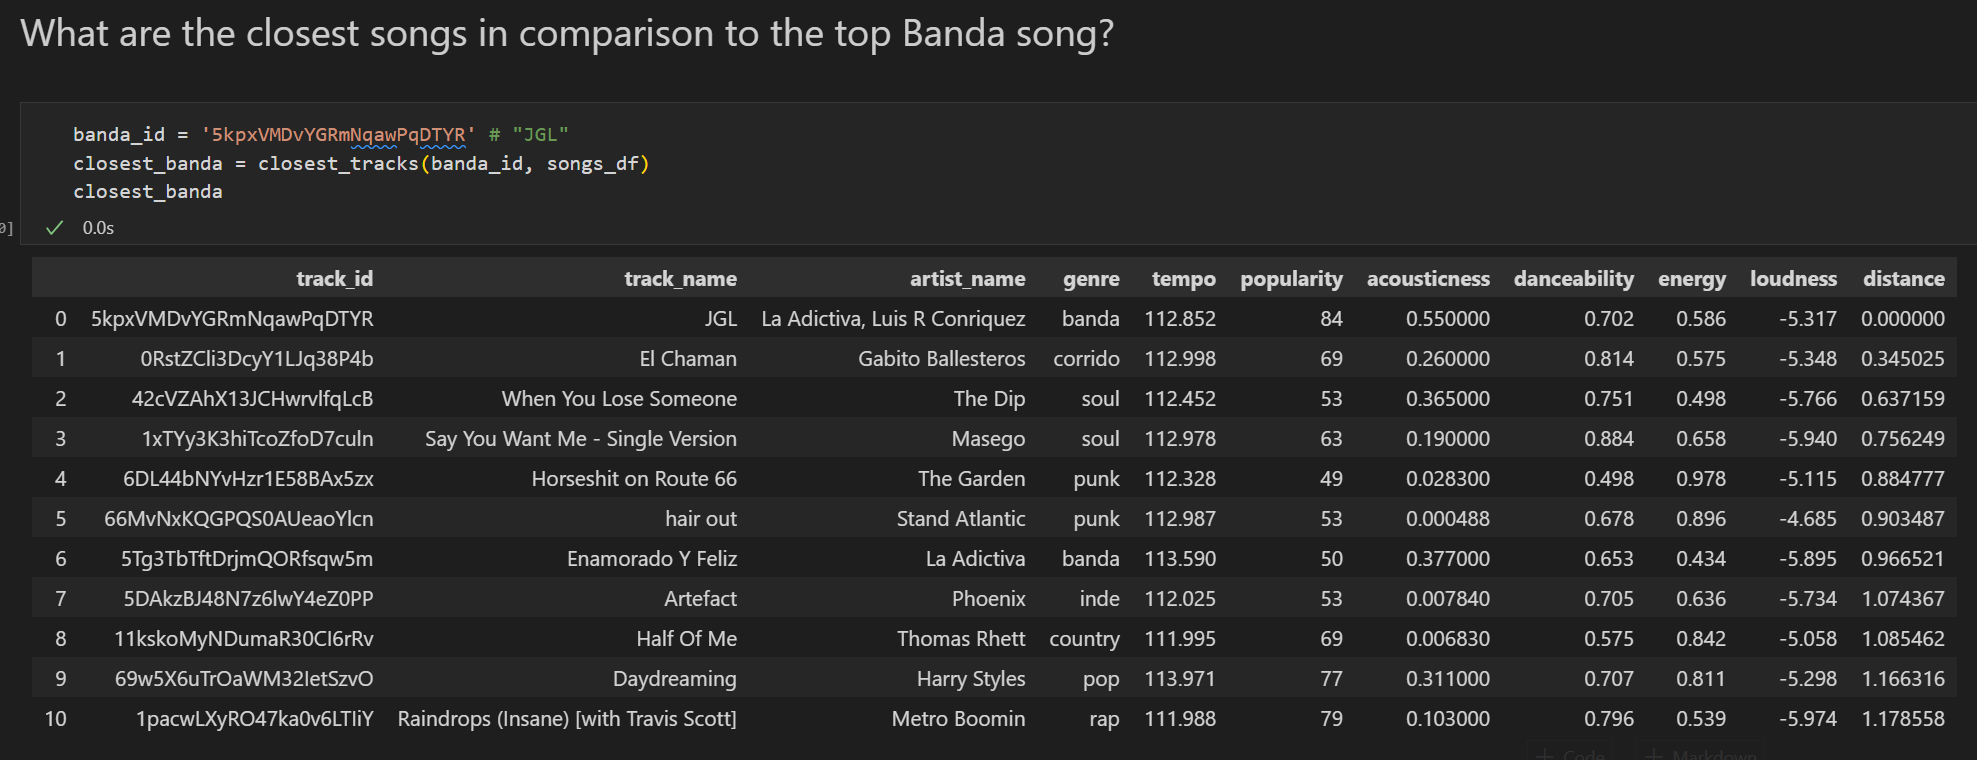 What are the closest songs in comparison to the top Banda song?
banda_id = '5kpxVMDvYGRmNqawPqDTYR' # "JGL"
closest_banda = closest_tracks(banda_id, songs_df)
closest_banda
0] 0.0s
track_id track_name artist_name genre tempo popularity acousticness danceability energy loudness distance
0 5kpxVMDvYGRmNqawPqDTYR JGL La Adictiva, Luis R Conriquez banda 112.852 84 0.550000 0.702 0.586 -5.317 0.000000
1 0RstZCli3DcyY1LJq38P4b El Chaman Gabito Ballesteros corrido 112.998 69 0.260000 0.814 0.575 -5.348 0.345025
2 42cVZAhX13JCHwrvlfqLcB When You Lose Someone The Dip soul 112.452 53 0.365000 0.751 0.498 -5.766 0.637159
3 1xTYy3K3hiTcoZfoD7culn Say You Want Me - Single Version Masego soul 112.978 63 0.190000 0.884 0.658 -5.940 0.756249
4 6DL44bNYvHzr1E58BAx5zx Horseshit on Route 66 The Garden punk 112.328 49 0.028300 0.498 0.978 -5.115 0.884777
5 66MvNxKQGPQS0AUeaoYlcn hair out Stand Atlantic punk 112.987 53 0.000488 0.678 0.896 -4.685 0.903487
6 5Tg3TbTftDrjmQORfsqw5m Enamorado Y Feliz La Adictiva banda 113.590 50 0.377000 0.653 0.434 -5.895 0.966521
7 5DAkzBJ48N7z6lwY4eZ0PP Artefact Phoenix inde 112.025 53 0.007840 0.705 0.636 -5.734 1.074367
8 11kskoMyNDumaR30CI6rRv Half Of Me Thomas Rhett country 111.995 69 0.006830 0.575 0.842 -5.058 1.085462
9 69w5X6uTrOaWM32IetSzvO Daydreaming Harry Styles pop 113.971 77 0.311000 0.707 0.811 -5.298 1.166316
10 1pacwLXyRO47ka0v6LTIiY Raindrops (Insane) [with Travis Scott] Metro Boomin rap 111.988 79 0.103000 0.796 0.539 -5.974 1.178558
+ Code + Markdown